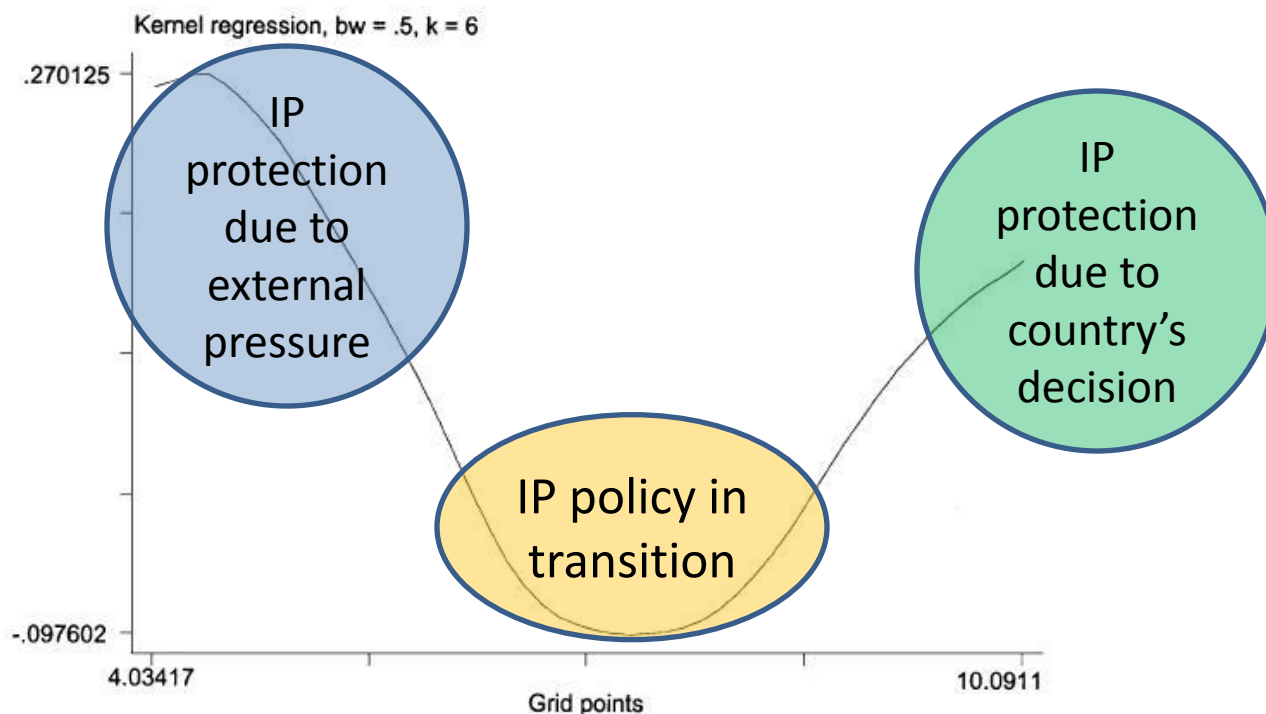 Kernel regression, bw = .5, k = 6
.270125
IP
protection
due to
external
pressure
IP
protection
due to
country’s
decision
IP policy in
transition
-.097602
4.03417
10.0911
Grid points